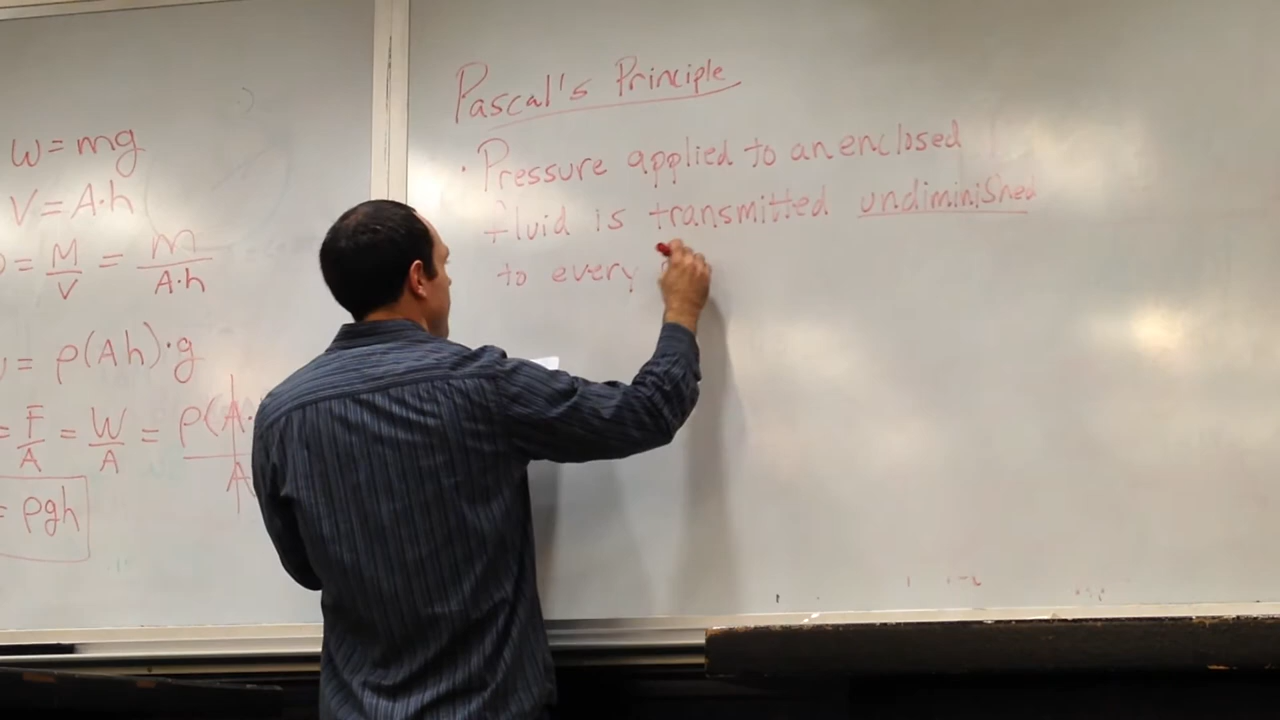 W = mg
V = A·h
= M/V = m/A·h
= ρ(Ah)·g
= F/A = W/A = ρ(A·
A
= ρgh
Pascal's Principle
· Pressure applied to an enclosed
fluid is transmitted undiminished
to every